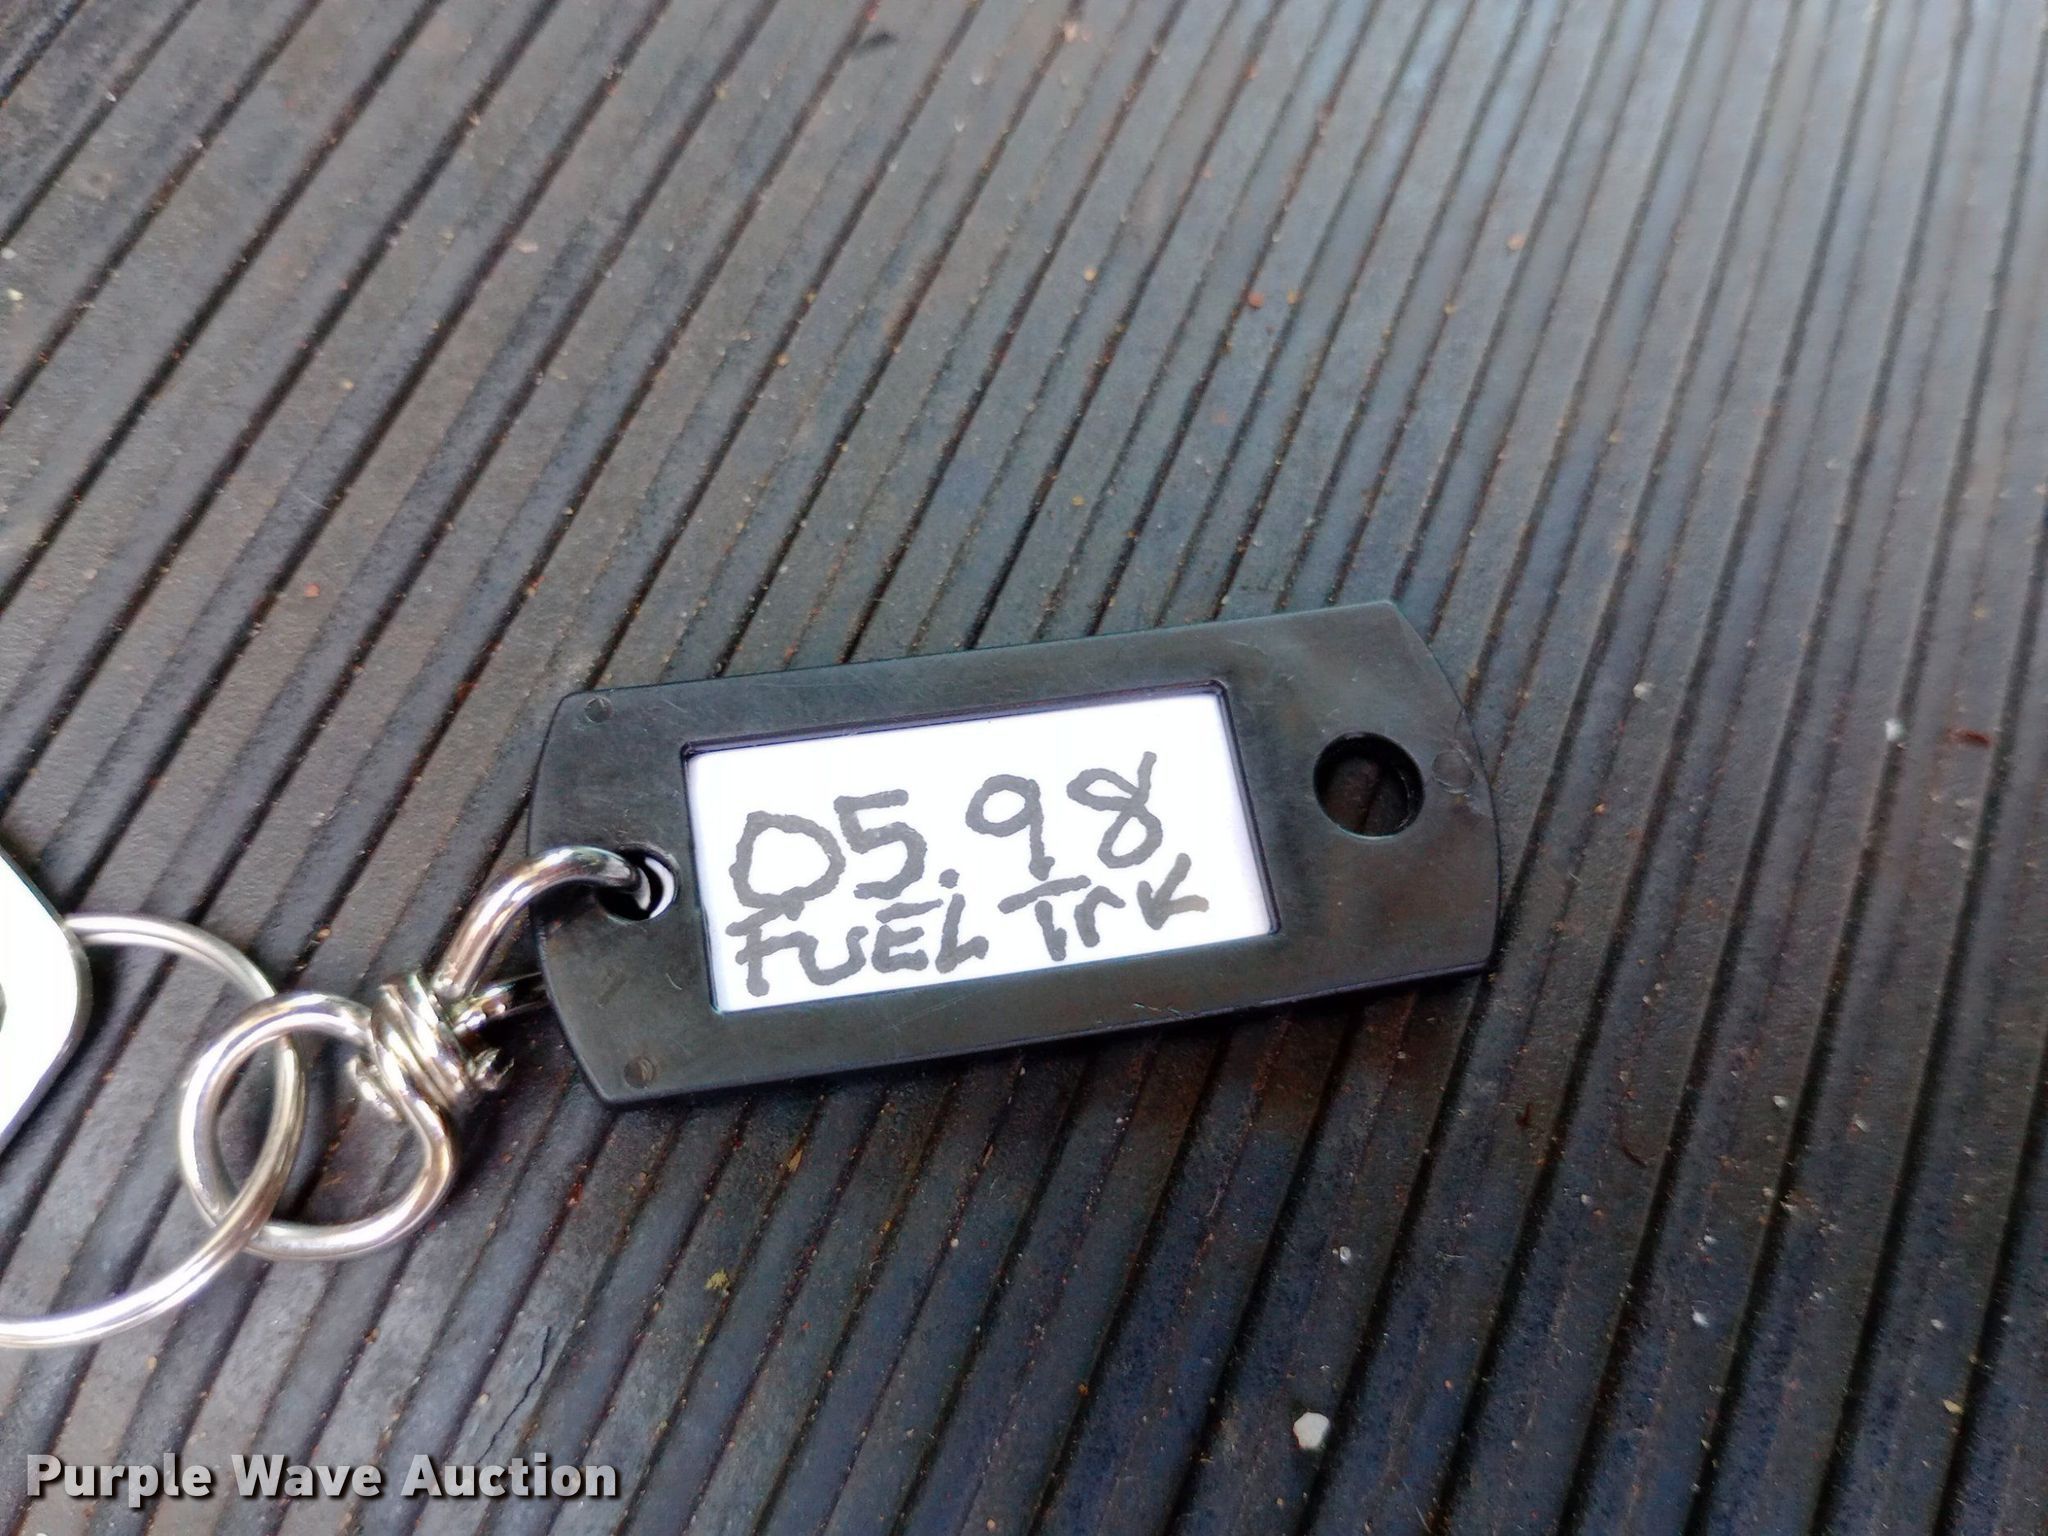 05.98
FUEL TrK
Purple Wave Auction